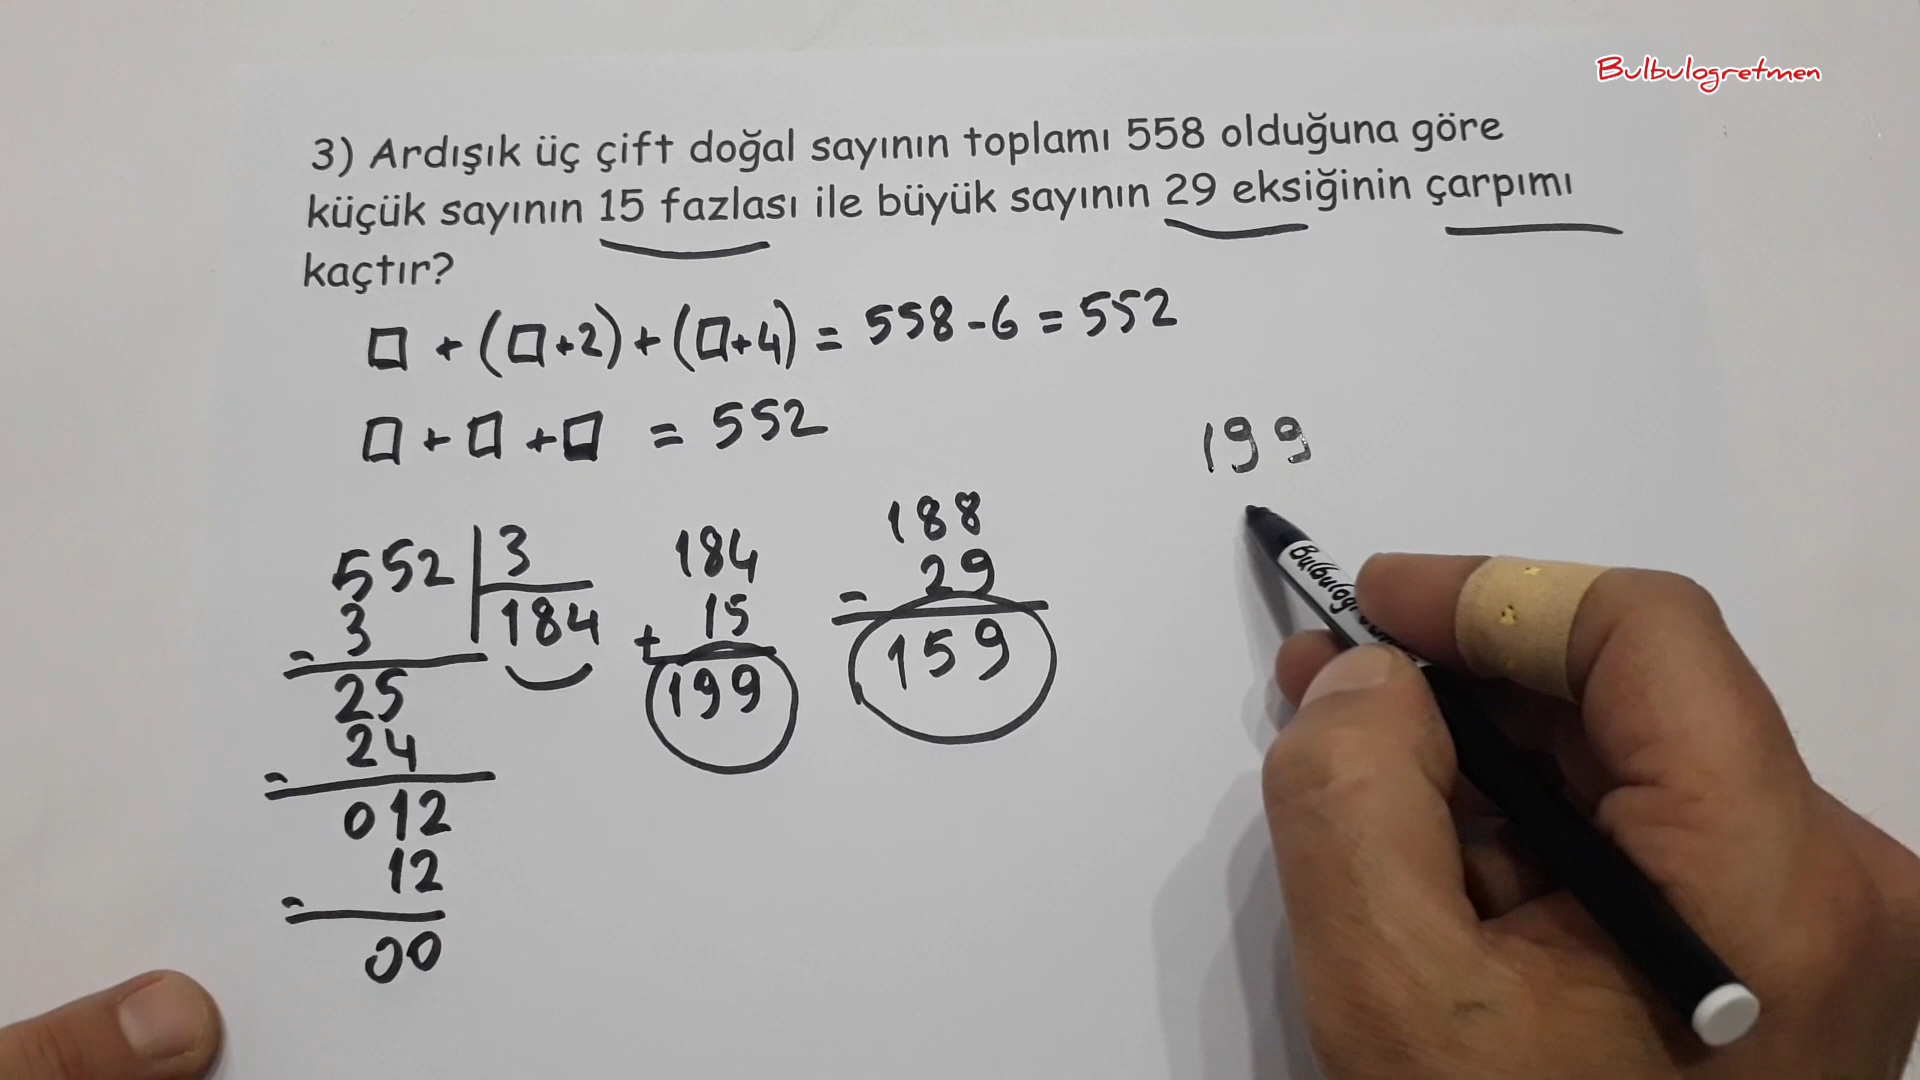 Bulbulogretmen
3) Ardışık üç çift doğal sayının toplamı 558 olduğuna göre
küçük sayının 15 fazlası ile büyük sayının 29 eksiğinin çarpımı
kaçtır?
□ + (□+2) + (□+4) = 558 - 6 = 552
□ + □ + □ = 552
552 | 3
184
- 3
25
- 24
012
- 12
00
184
+ 15
199
188
- 29
159
199